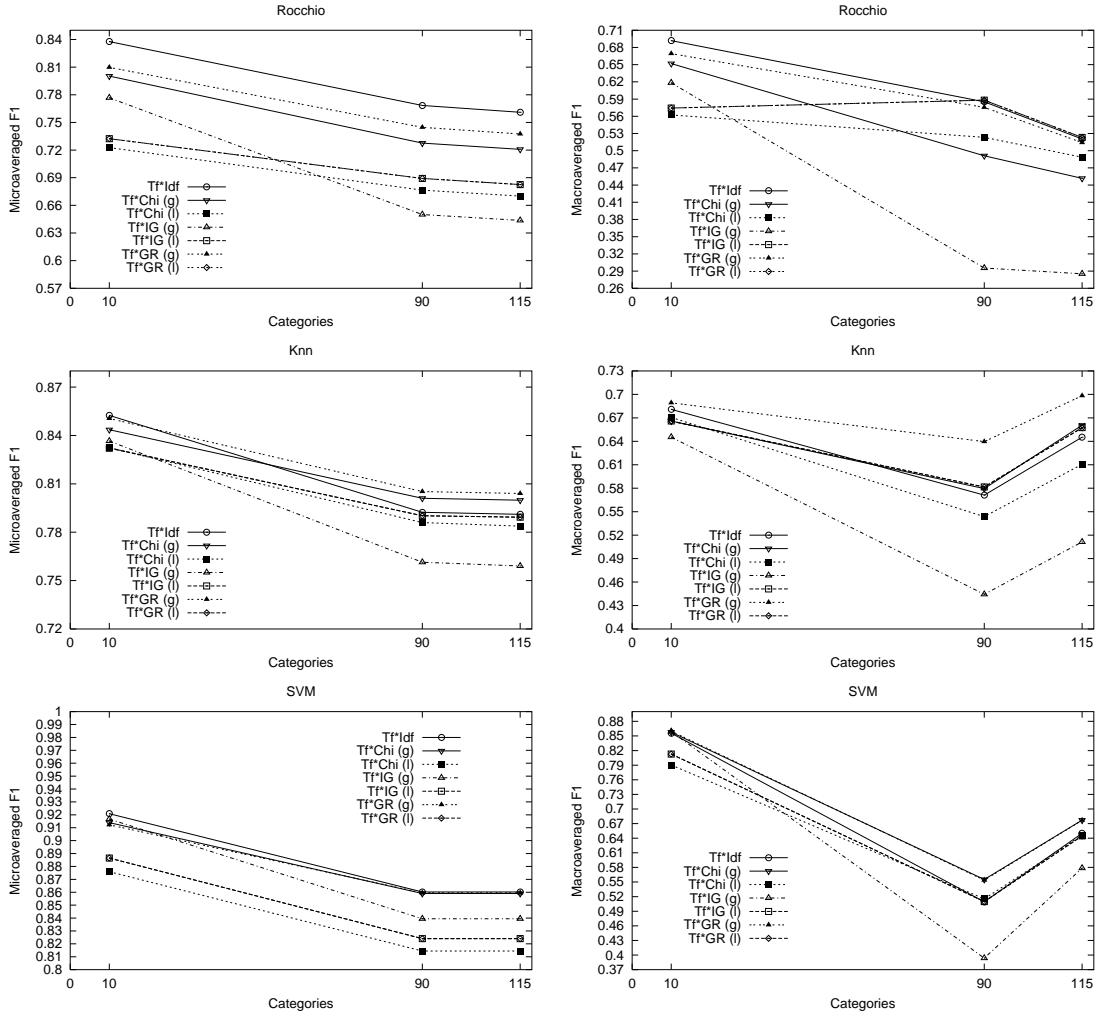 Rocchio
Microaveraged F1
0.84
0.81
0.78
0.75
0.72
0.69
0.66
0.63
0.6
0.57
Tf*Idf
Tf*Chi (g)
Tf*Chi (l)
Tf*IG (g)
Tf*IG (l)
Tf*GR (g)
Tf*GR (l)
0
10
90
115
Categories
Rocchio
Macroaveraged F1
0.71
0.68
0.65
0.62
0.59
0.56
0.53
0.5
0.47
0.44
0.41
0.38
0.35
0.32
0.29
0.26
Tf*Idf
Tf*Chi (g)
Tf*Chi (l)
Tf*IG (g)
Tf*IG (l)
Tf*GR (g)
Tf*GR (l)
0
10
90
115
Categories
Knn
Microaveraged F1
0.87
0.84
0.81
0.78
0.75
0.72
Tf*Idf
Tf*Chi (g)
Tf*Chi (l)
Tf*IG (g)
Tf*IG (l)
Tf*GR (g)
Tf*GR (l)
0
10
90
115
Categories
Knn
Macroaveraged F1
0.73
0.7
0.67
0.64
0.61
0.58
0.55
0.52
0.49
0.46
0.43
0.4
Tf*Idf
Tf*Chi (g)
Tf*Chi (l)
Tf*IG (g)
Tf*IG (l)
Tf*GR (g)
Tf*GR (l)
0
10
90
115
Categories
SVM
Microaveraged F1
1
0.99
0.98
0.97
0.96
0.95
0.94
0.93
0.92
0.91
0.9
0.89
0.88
0.87
0.86
0.85
0.84
0.83
0.82
0.81
0.8
Tf*Idf
Tf*Chi (g)
Tf*Chi (l)
Tf*IG (g)
Tf*IG (l)
Tf*GR (g)
Tf*GR (l)
0
10
90
115
Categories
SVM
Macroaveraged F1
0.88
0.85
0.82
0.79
0.76
0.73
0.7
0.67
0.64
0.61
0.58
0.55
0.52
0.49
0.46
0.43
0.4
0.37
Tf*Idf
Tf*Chi (g)
Tf*Chi (l)
Tf*IG (g)
Tf*IG (l)
Tf*GR (g)
Tf*GR (l)
0
10
90
115
Categories